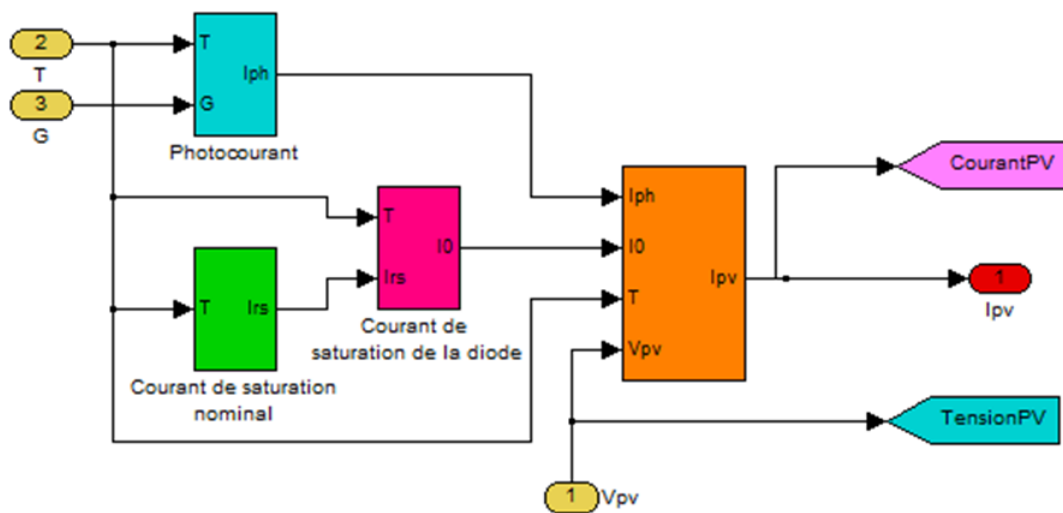 2
T
3
G
T
Iph
G
Photocourant
T
I0
Irs
Courant de
saturation de la diode
T
Irs
Courant de saturation
nominal
Iph
I0
T
Vpv
Ipv
CourantPV
1
Ipv
TensionPV
1
Vpv